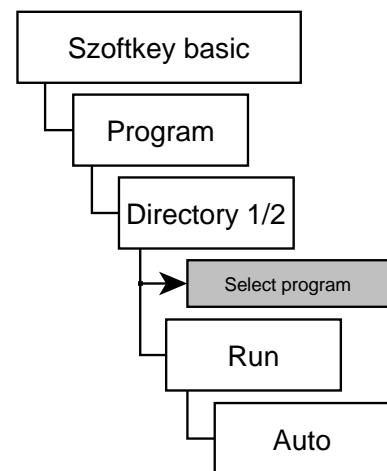 Szoftkey basic
Program
Directory 1/2
Select program
Run
Auto